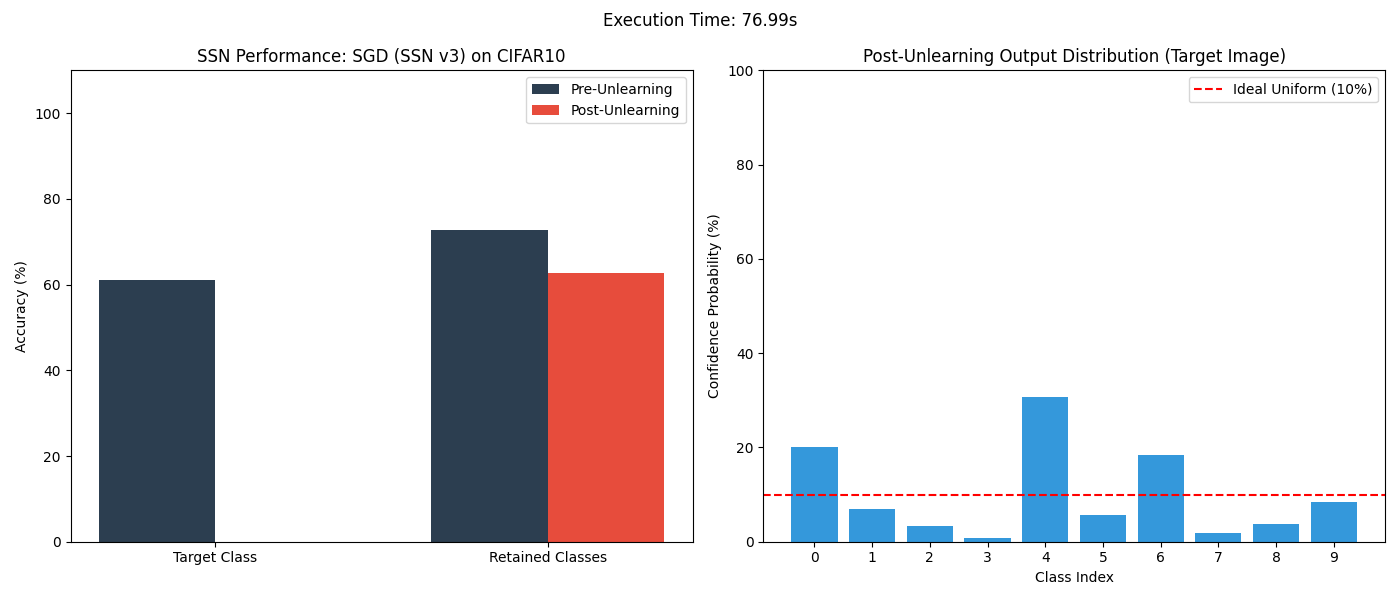 Execution Time: 76.99s
SSN Performance: SGD (SSN v3) on CIFAR10
Pre-Unlearning
Post-Unlearning
Accuracy (%)
100
80
60
40
20
0
Target Class
Retained Classes
Post-Unlearning Output Distribution (Target Image)
Ideal Uniform (10%)
Confidence Probability (%)
100
80
60
40
20
0
0 1 2 3 4 5 6 7 8 9
Class Index